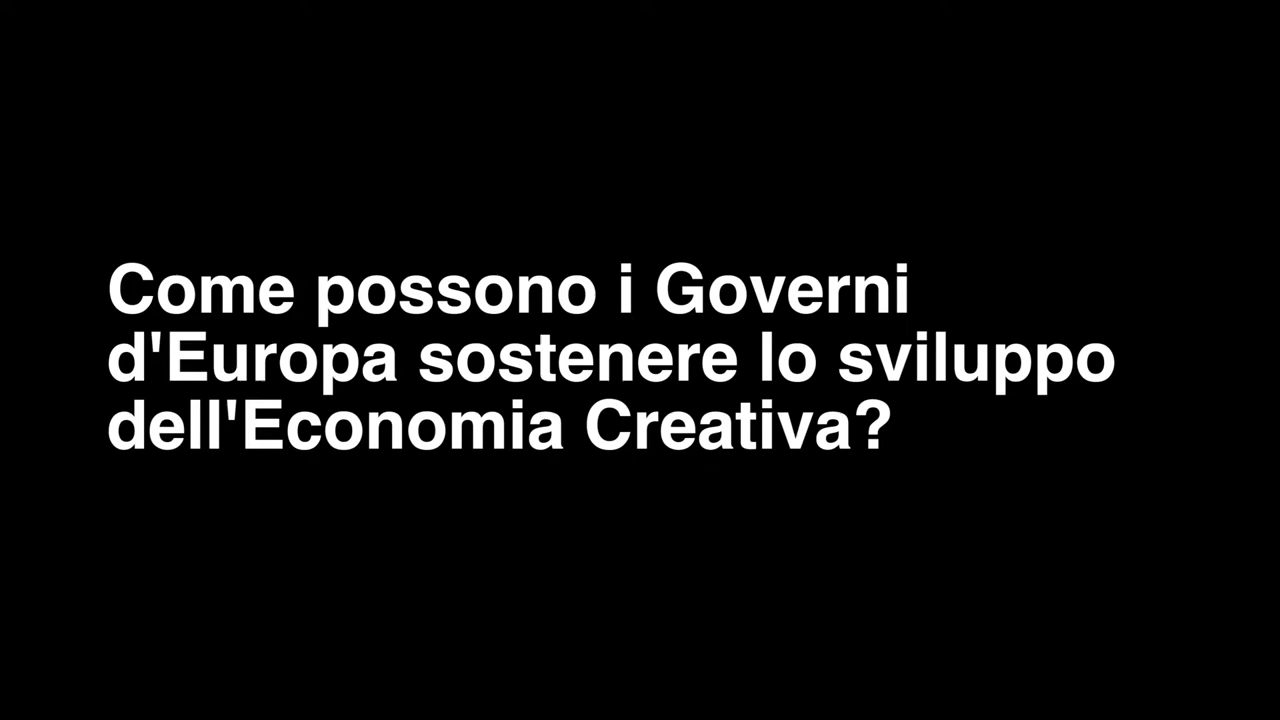 Come possono i Governi
d'Europa sostenere lo sviluppo
dell'Economia Creativa?